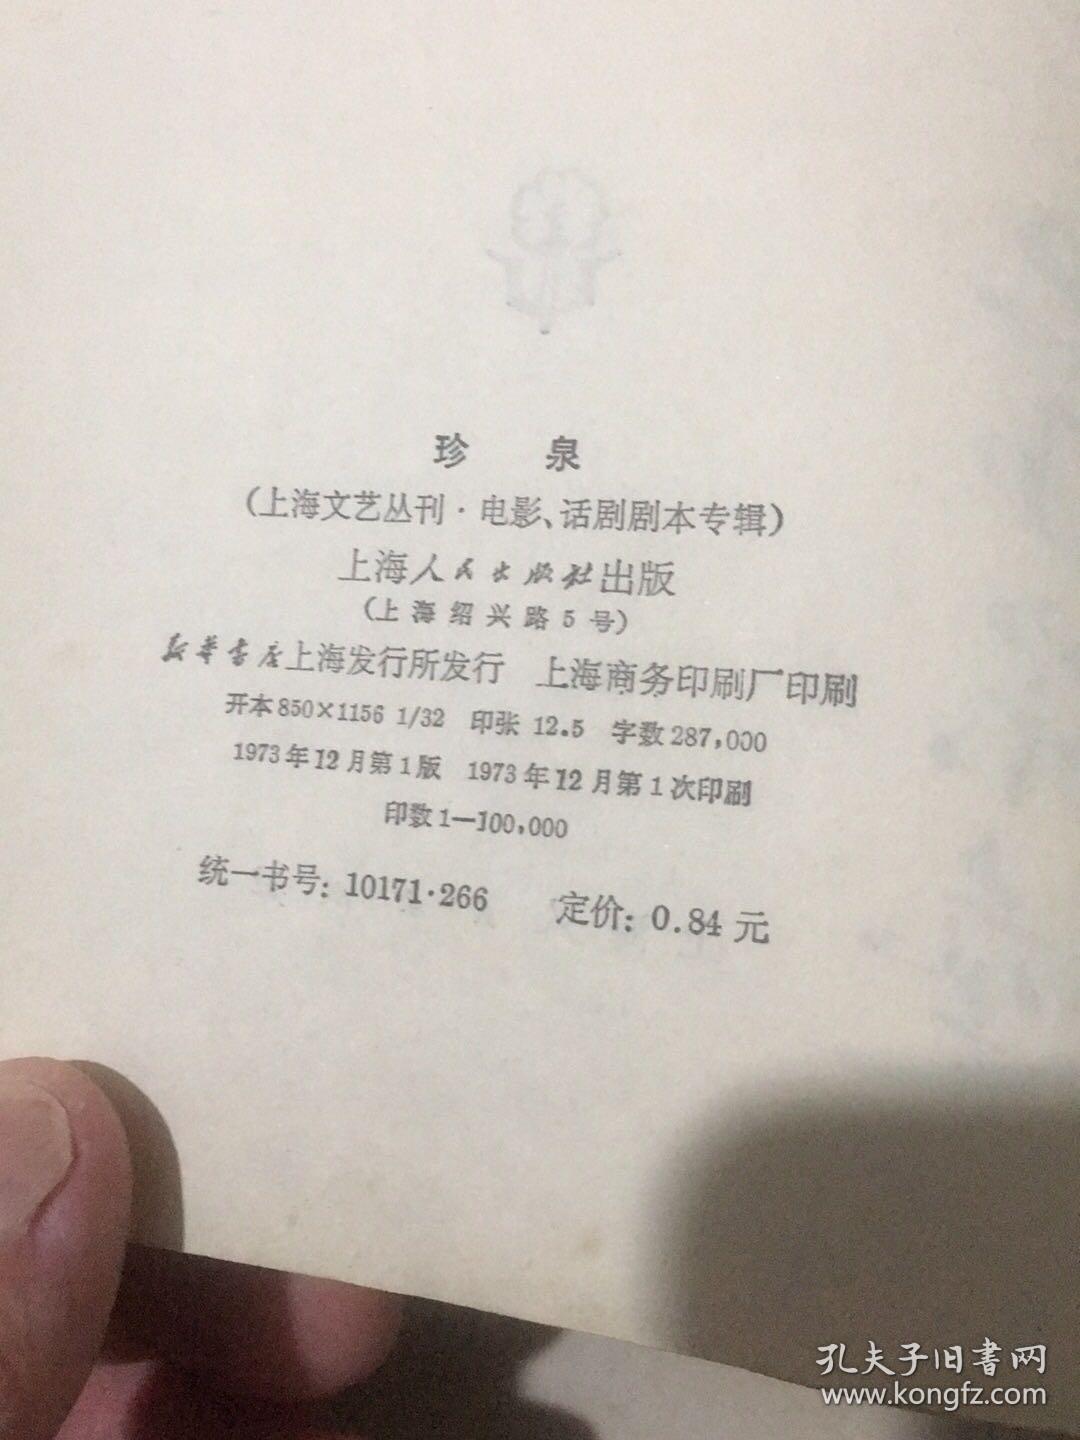 珍　泉
（上海文艺丛刊·电影、话剧剧本专辑）
上海人民出版社出版
（上海绍兴路5号）
新华书店上海发行所发行　上海商务印刷厂印刷
开本850×1156 1/32　印张 12.5　字数287,000
1973年12月第1版　1973年12月第1次印刷
印数1—100,000
统一书号：10171·266　定价：0.84 元
孔夫子旧書网
www.kongfz.com